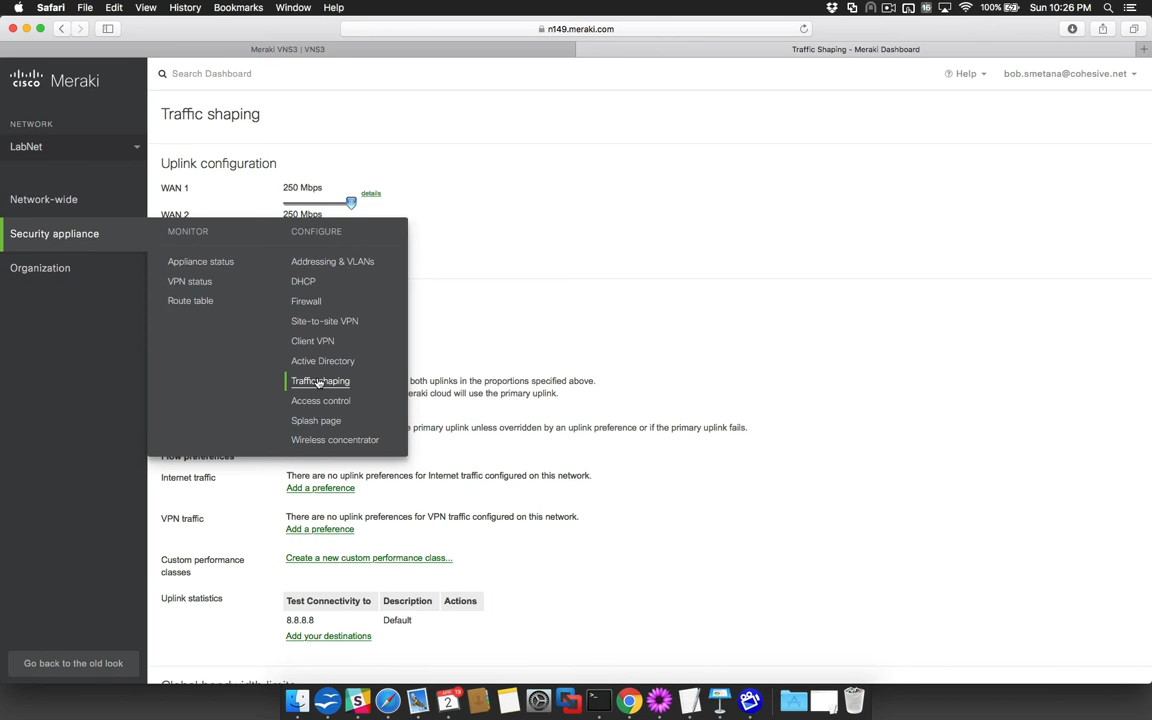 Safari File Edit View History Bookmarks Window Help
16 100% Sun 10:26 PM
n149.meraki.com
Meraki VNS3 | VNS3
Traffic Shaping - Meraki Dashboard
CISCO Meraki
Search Dashboard
Help
bob.smetana@cohesive.net
NETWORK
LabNet
Network-wide
Security appliance
Organization
Go back to the old look
Traffic shaping
Uplink configuration
WAN 1 250 Mbps details
WAN 2 250 Mbps
MONITOR
Appliance status
VPN status
Route table
CONFIGURE
Addressing & VLANs
DHCP
Firewall
Site-to-site VPN
Client VPN
Active Directory
Traffic shaping
Access control
Splash page
Wireless concentrator
both uplinks in the proportions specified above.
eraki cloud will use the primary uplink.
primary uplink unless overridden by an uplink preference or if the primary uplink fails.
Flow preferences
Internet traffic There are no uplink preferences for Internet traffic configured on this network.
Add a preference
VPN traffic There are no uplink preferences for VPN traffic configured on this network.
Add a preference
Custom performance classes
Create a new custom performance class...
Uplink statistics
Test Connectivity to Description Actions
8.8.8.8 Default
Add your destinations
Global bandwidth limits
2